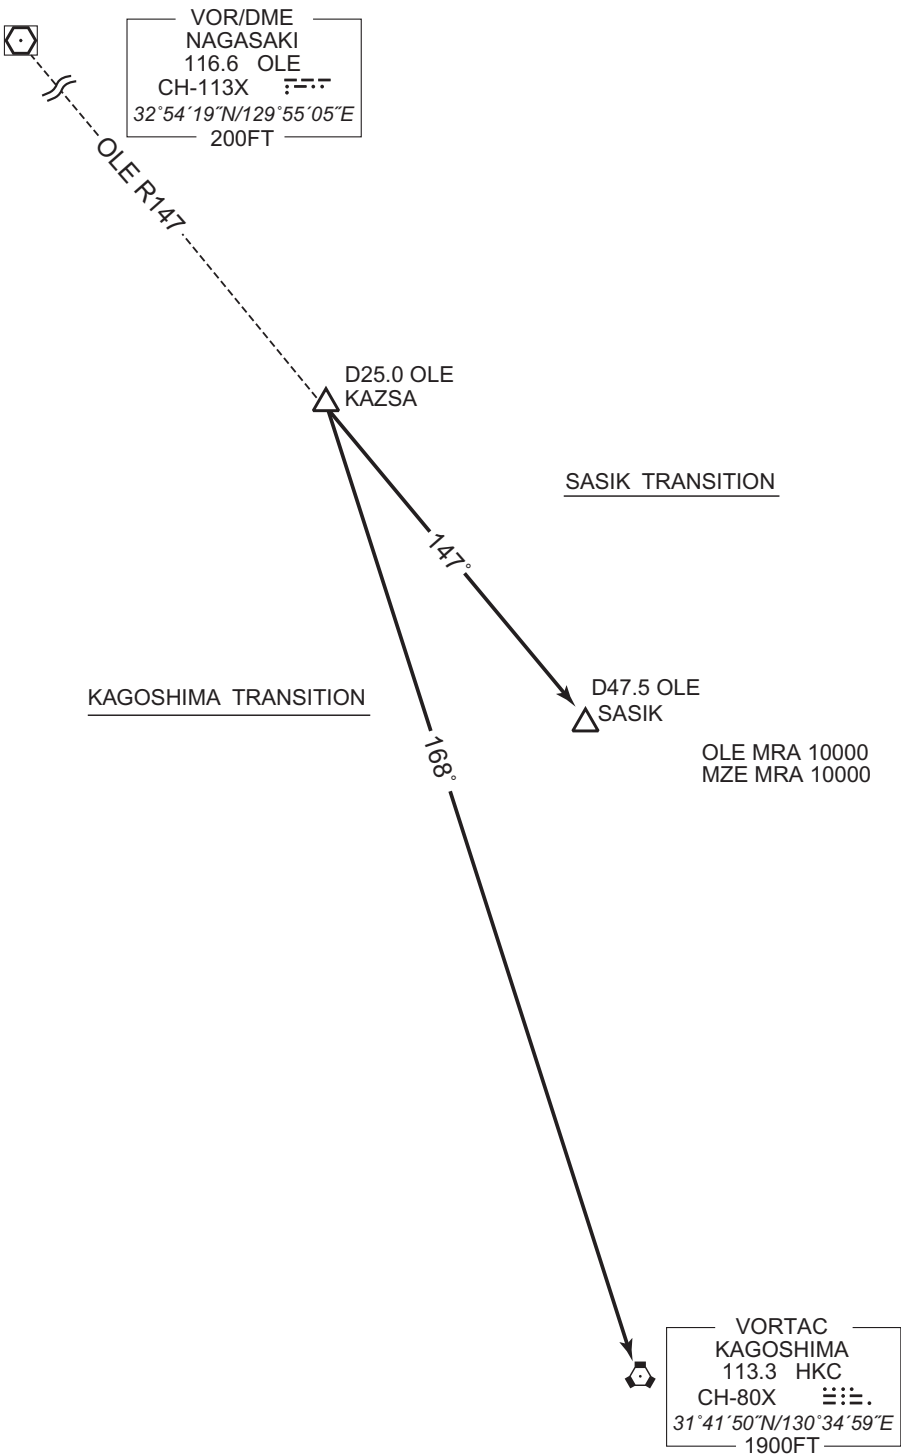 VOR/DME
NAGASAKI
116.6 OLE
CH-113X
32°54´19˝N/129°55´05˝E
200FT
OLE R147
D25.0 OLE
KAZSA
SASIK TRANSITION
147°
KAGOSHIMA TRANSITION
D47.5 OLE
SASIK
168°
OLE MRA 10000
MZE MRA 10000
VORTAC
KAGOSHIMA
113.3 HKC
CH-80X
31°41´50˝N/130°34´59˝E
1900FT